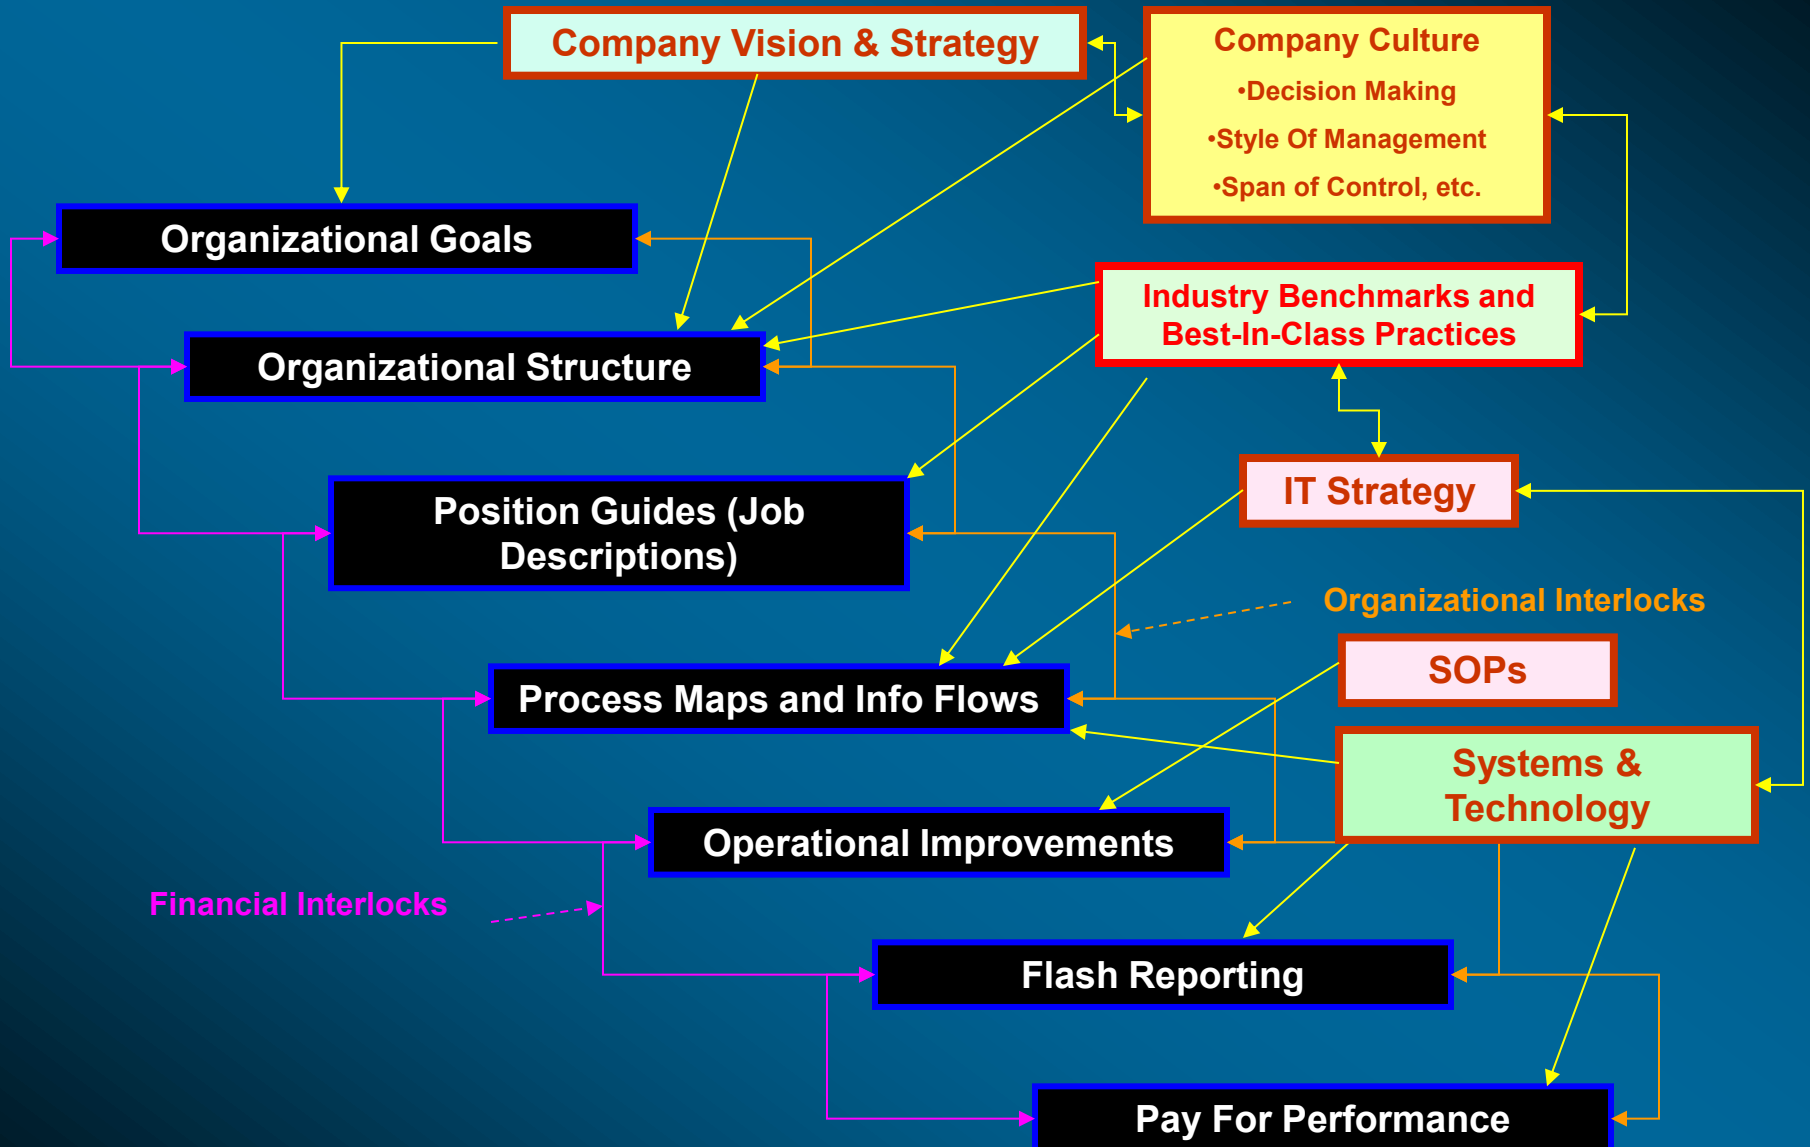 Company Vision & Strategy
Company Culture
•Decision Making
•Style Of Management
•Span of Control, etc.
Organizational Goals
Industry Benchmarks and
Best-In-Class Practices
Organizational Structure
IT Strategy
Position Guides (Job
Descriptions)
Organizational Interlocks
SOPs
Process Maps and Info Flows
Systems &
Technology
Operational Improvements
Financial Interlocks
Flash Reporting
Pay For Performance